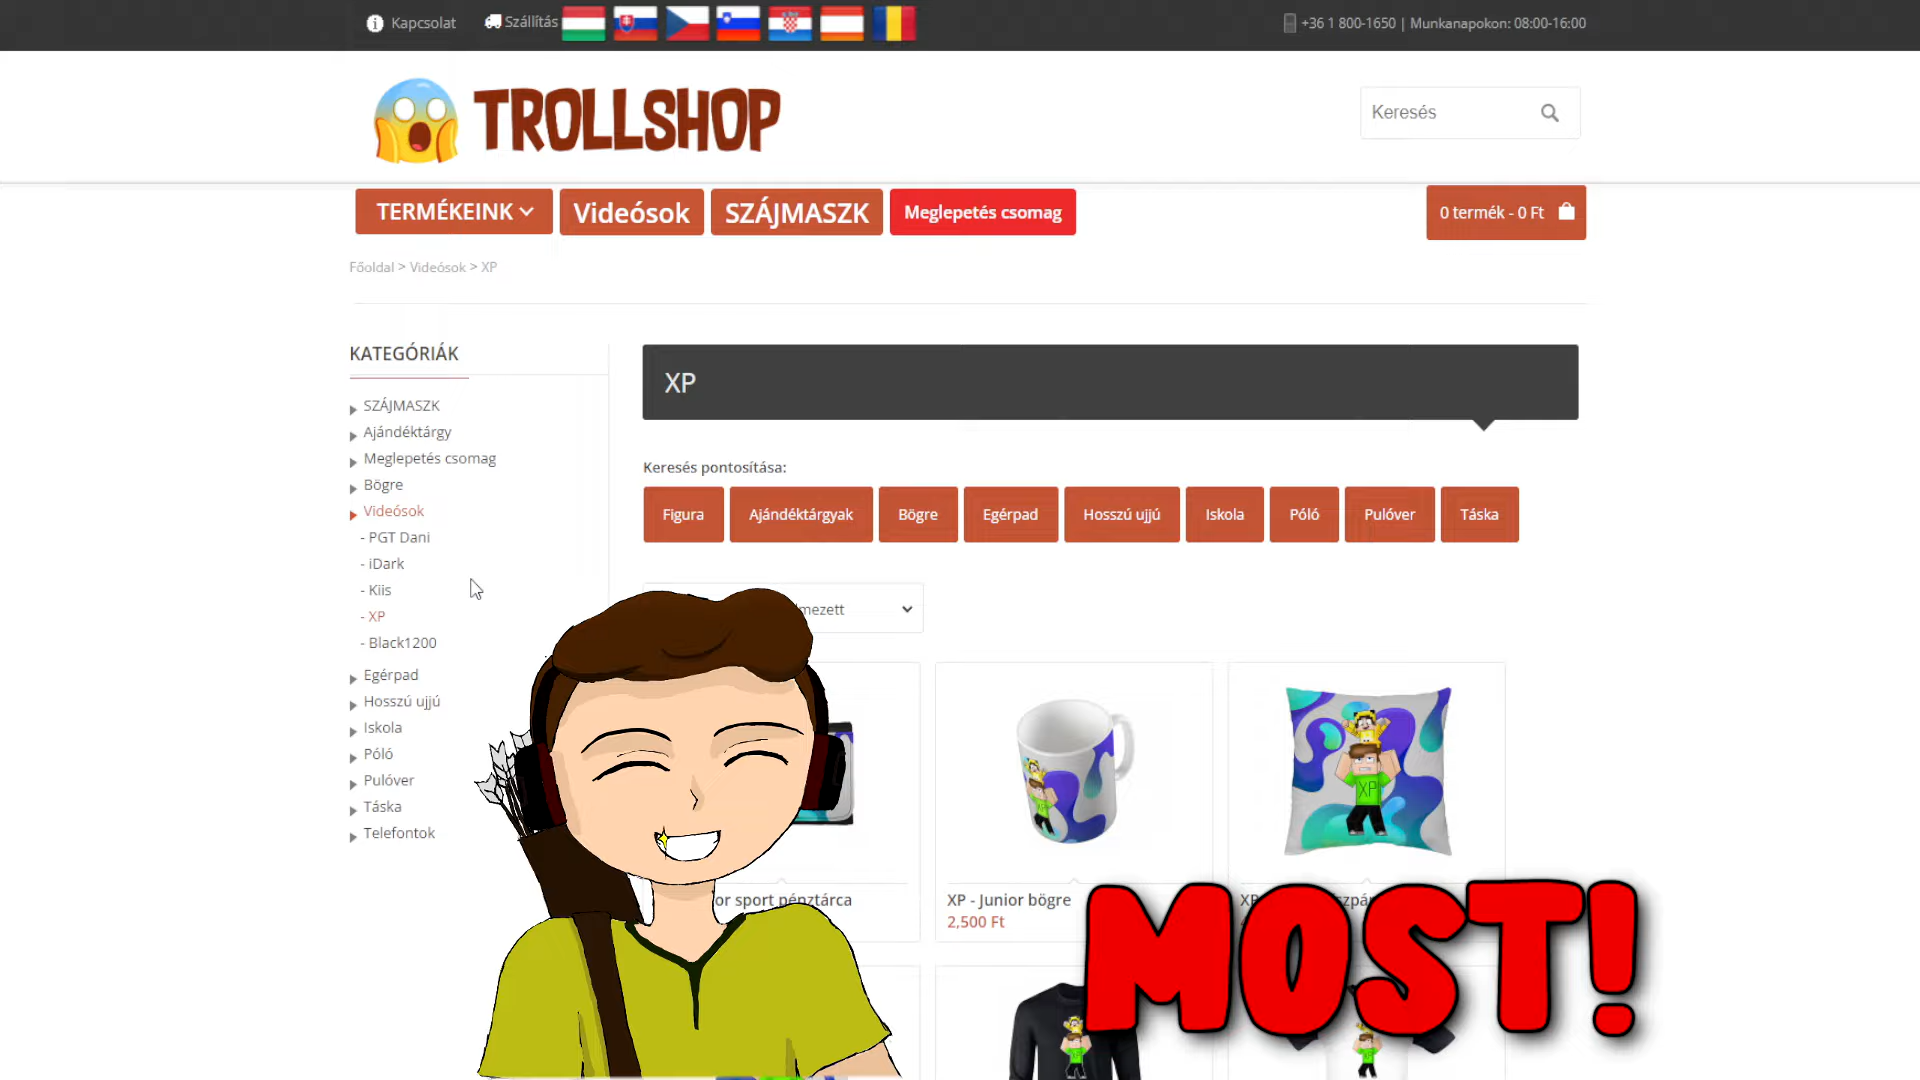 Kapcsolat
Szállítás
+36 1 800-1650 | Munkanapokon: 08:00-16:00
TROLLSHOP
Keresés
TERMÉKEINK
Videósok
SZÁJMASZK
Meglepetés csomag
0 termék - 0 Ft
Főoldal > Videósok > XP
KATEGÓRIÁK
SZÁJMASZK
Ajándéktárgy
Meglepetés csomag
Bögre
Videósok
- PGT Dani
- iDark
- Kiis
- XP
- Black1200
Egérpad
Hosszú ujjú
Iskola
Póló
Pulóver
Táska
Telefontok
XP
Keresés pontosítása:
Figura
Ajándéktárgyak
Bögre
Egérpad
Hosszú ujjú
Iskola
Póló
Pulóver
Táska
sport pénztárca
XP - Junior bögre
2,500 Ft
XP
XP
MOST!